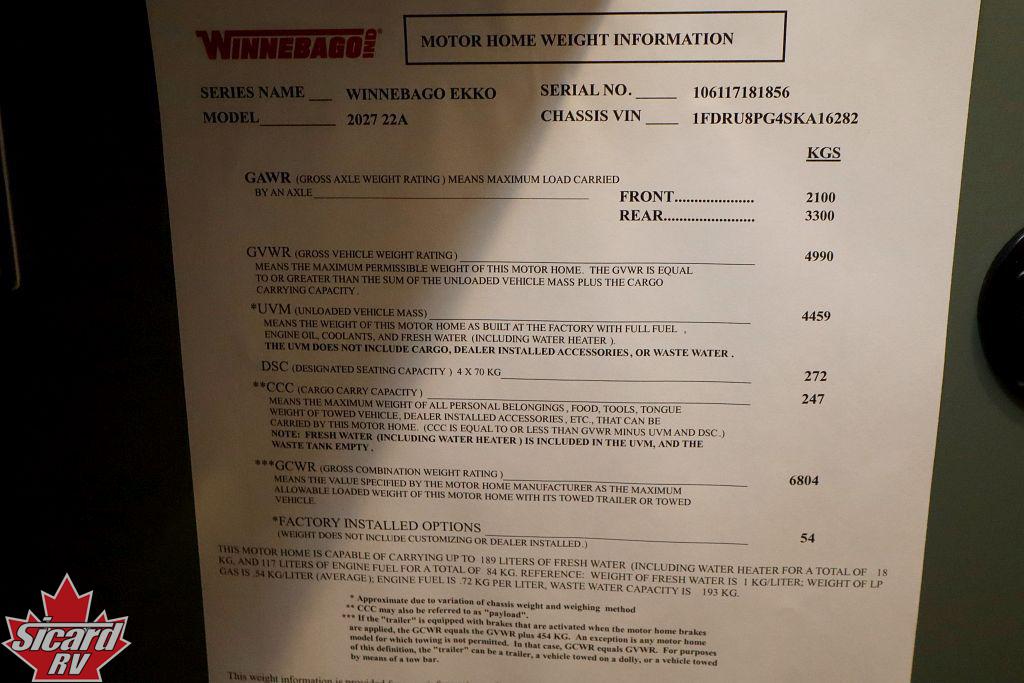 WINNEBAGO IND
MOTOR HOME WEIGHT INFORMATION
SERIES NAME ___ WINNEBAGO EKKO SERIAL NO. _____ 106117181856
MODEL_________ 2027 22A CHASSIS VIN ____ 1FDRU8PG4SKA16282
KGS
GAWR (GROSS AXLE WEIGHT RATING ) MEANS MAXIMUM LOAD CARRIED
BY AN AXLE
FRONT.................... 2100
REAR....................... 3300
GVWR (GROSS VEHICLE WEIGHT RATING ) 4990
MEANS THE MAXIMUM PERMISSIBLE WEIGHT OF THIS MOTOR HOME. THE GVWR IS EQUAL
TO OR GREATER THAN THE SUM OF THE UNLOADED VEHICLE MASS PLUS THE CARGO
CARRYING CAPACITY .
*UVM (UNLOADED VEHICLE MASS) 4459
MEANS THE WEIGHT OF THIS MOTOR HOME AS BUILT AT THE FACTORY WITH FULL FUEL ,
ENGINE OIL, COOLANTS, AND FRESH WATER (INCLUDING WATER HEATER ).
THE UVM DOES NOT INCLUDE CARGO, DEALER INSTALLED ACCESSORIES, OR WASTE WATER .
DSC (DESIGNATED SEATING CAPACITY ) 4 X 70 KG 272
**CCC (CARGO CARRY CAPACITY ) 247
MEANS THE MAXIMUM WEIGHT OF ALL PERSONAL BELONGINGS , FOOD, TOOLS, TONGUE
WEIGHT OF TOWED VEHICLE, DEALER INSTALLED ACCESSORIES , ETC., THAT CAN BE
CARRIED BY THIS MOTOR HOME. (CCC IS EQUAL TO OR LESS THAN GVWR MINUS UVM AND DSC .)
NOTE: FRESH WATER (INCLUDING WATER HEATER ) IS INCLUDED IN THE UVM, AND THE
WASTE TANK EMPTY .
***GCWR (GROSS COMBINATION WEIGHT RATING ) 6804
MEANS THE VALUE SPECIFIED BY THE MOTOR HOME MANUFACTURER AS THE MAXIMUM
ALLOWABLE LOADED WEIGHT OF THIS MOTOR HOME WITH ITS TOWED TRAILER OR TOWED
VEHICLE.
*FACTORY INSTALLED OPTIONS 54
(WEIGHT DOES NOT INCLUDE CUSTOMIZING OR DEALER INSTALLED .)
THIS MOTOR HOME IS CAPABLE OF CARRYING UP TO 189 LITERS OF FRESH WATER (INCLUDING WATER HEATER FOR A TOTAL OF 18
KG, AND 117 LITERS OF ENGINE FUEL FOR A TOTAL OF 84 KG. REFERENCE: WEIGHT OF FRESH WATER IS 1 KG/LITER; WEIGHT OF LP
GAS IS .54 KG/LITER (AVERAGE ); ENGINE FUEL IS .72 KG PER LITER, WASTE WATER CAPACITY IS 193 KG.
* Approximate due to variation of chassis weight and weighing method
** CCC may also be referred to as "payload".
*** If the "trailer" is equipped with brakes that are activated when the motor home brakes
are applied, the GCWR equals the GVWR plus 454 KG. An exception is any motor home
model for which towing is not permitted. In that case, GCWR equals GVWR. For purposes
of this definition, the "trailer" can be a trailer, a vehicle towed on a dolly, or a vehicle towed
by means of a tow bar.
This weight information is provided
Sicard
RV